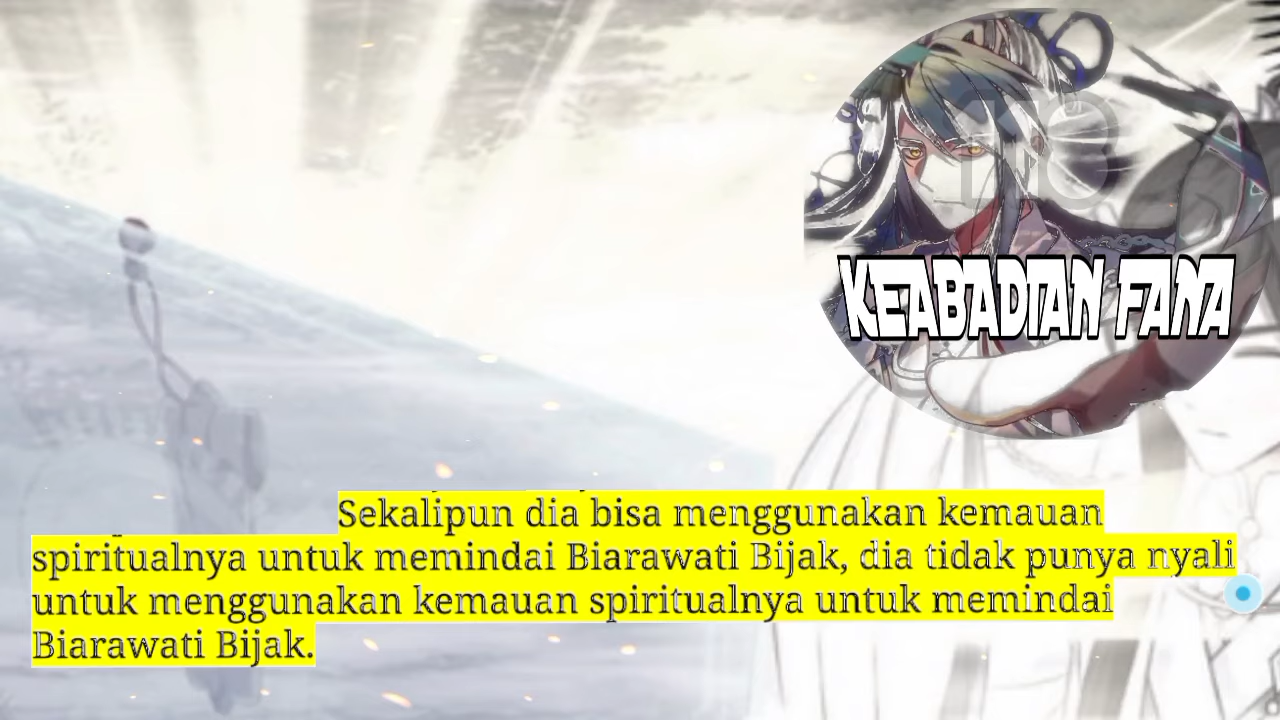 KEABADIAN FANA
Sekalipun dia bisa menggunakan kemauan
spiritualnya untuk memindai Biarawati Bijak, dia tidak punya nyali
untuk menggunakan kemauan spiritualnya untuk memindai
Biarawati Bijak.